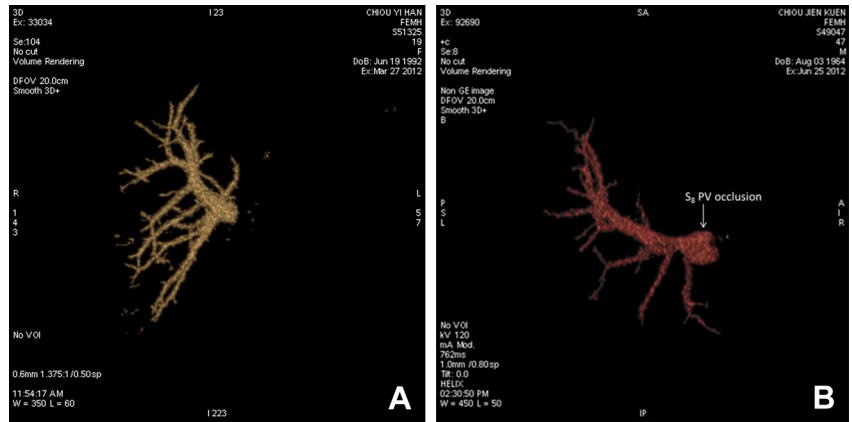 3D
Ex: 33034
Se:104
No cut
Volume Rendering
DFOV 20.0cm
Smooth 3D+
I 23
CHIOU YI HAN
FEMH
S51325
19
F
DoB: Jun 19 1992
Ex:Mar 27 2012
R
1
4
3
L
5
7
No VOI
0.6mm 1.375:1/0.50sp
11:54:17 AM
W = 350 L = 60
I 223
A
3D
Ex: 92690
+c
Se:8
No cut
Volume Rendering
Non GE image
DFOV 20.0cm
Smooth 3D+
B
SA
CHIOU JIEN KUEN
FEMH
S49047
47
M
DoB: Aug 03 1964
Ex:Jun 25 2012
P
S
L
S8 PV occlusion
A
I
R
No VOI
kV 120
mA Mod.
762ms
1.0mm/0.80sp
Tilt: 0.0
HELIX
02:30:50 PM
W = 450 L = 50
IP
B